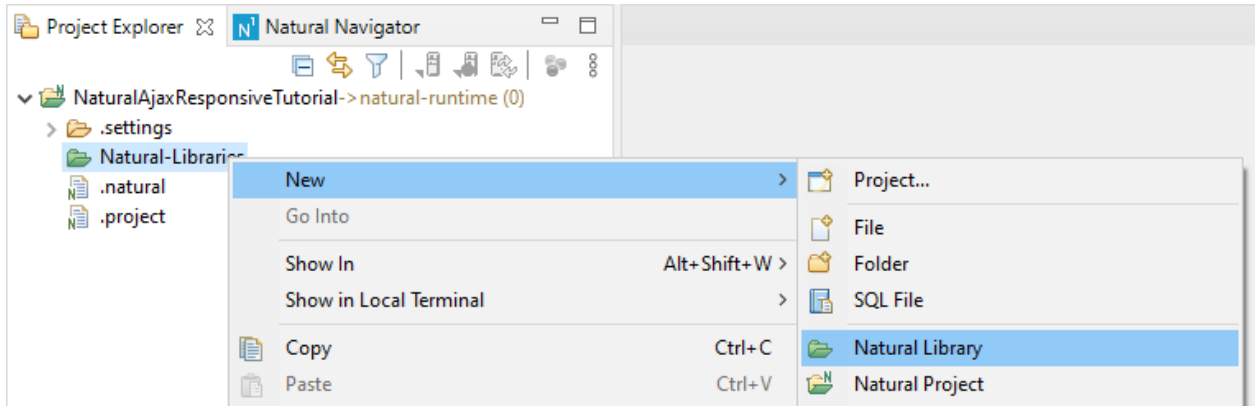 Project Explorer Natural Navigator
NaturalAjaxResponsiveTutorial->natural-runtime (0)
.settings
Natural-Libraries
.natural
.project
New
Go Into
Show In Alt+Shift+W >
Show in Local Terminal
Copy Ctrl+C
Paste Ctrl+V
Project...
File
Folder
SQL File
Natural Library
Natural Project